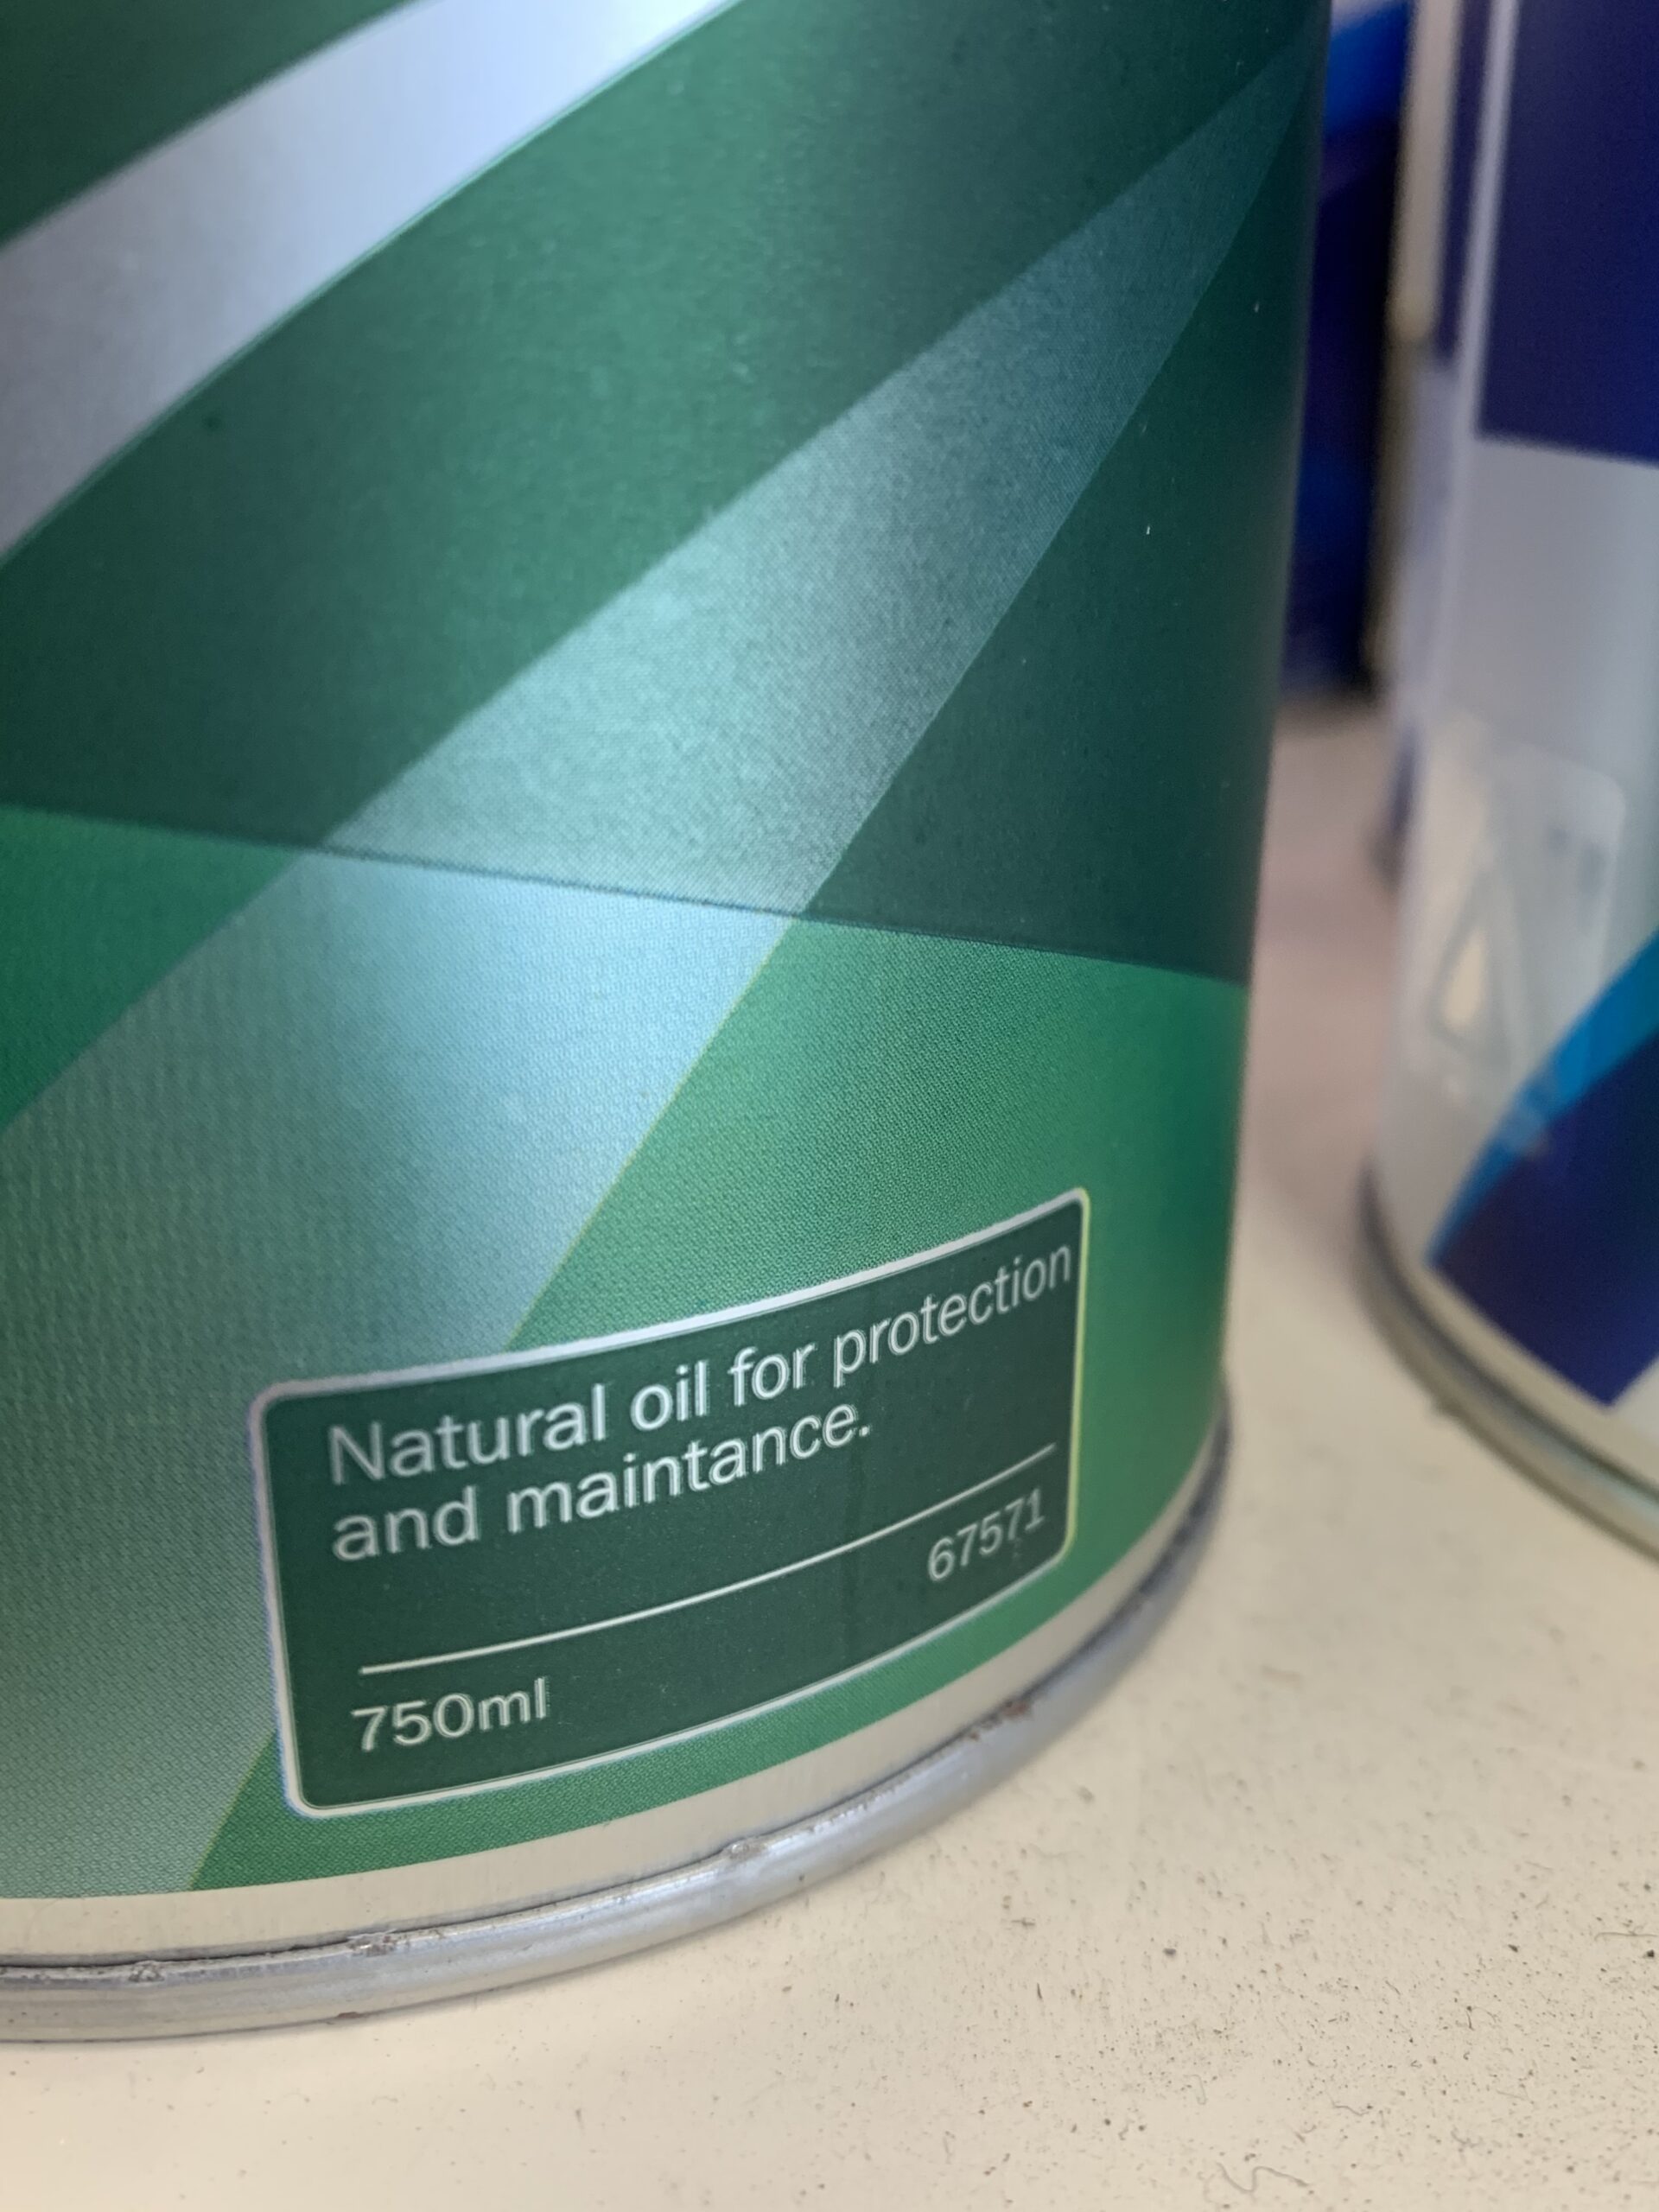 Natural oil for protection
and maintance.
67571
750ml